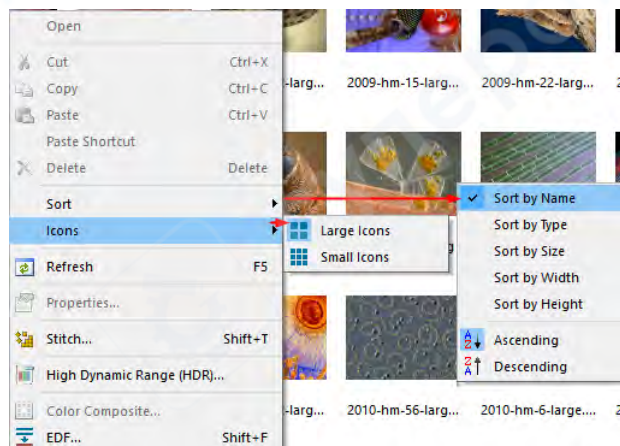 Open
Cut Ctrl+X
Copy Ctrl+C
Paste Ctrl+V
Paste Shortcut
Delete Delete
Sort
Icons
Refresh F5
Properties...
Stitch... Shift+T
High Dynamic Range (HDR)...
Color Composite...
EDF... Shift+F
Large Icons
Small Icons
Sort by Name
Sort by Type
Sort by Size
Sort by Width
Sort by Height
Ascending
Descending
-larg... 2009-hm-15-larg... 2009-hm-22-larg...
-larg... 2010-hm-56-larg... 2010-hm-6-large....